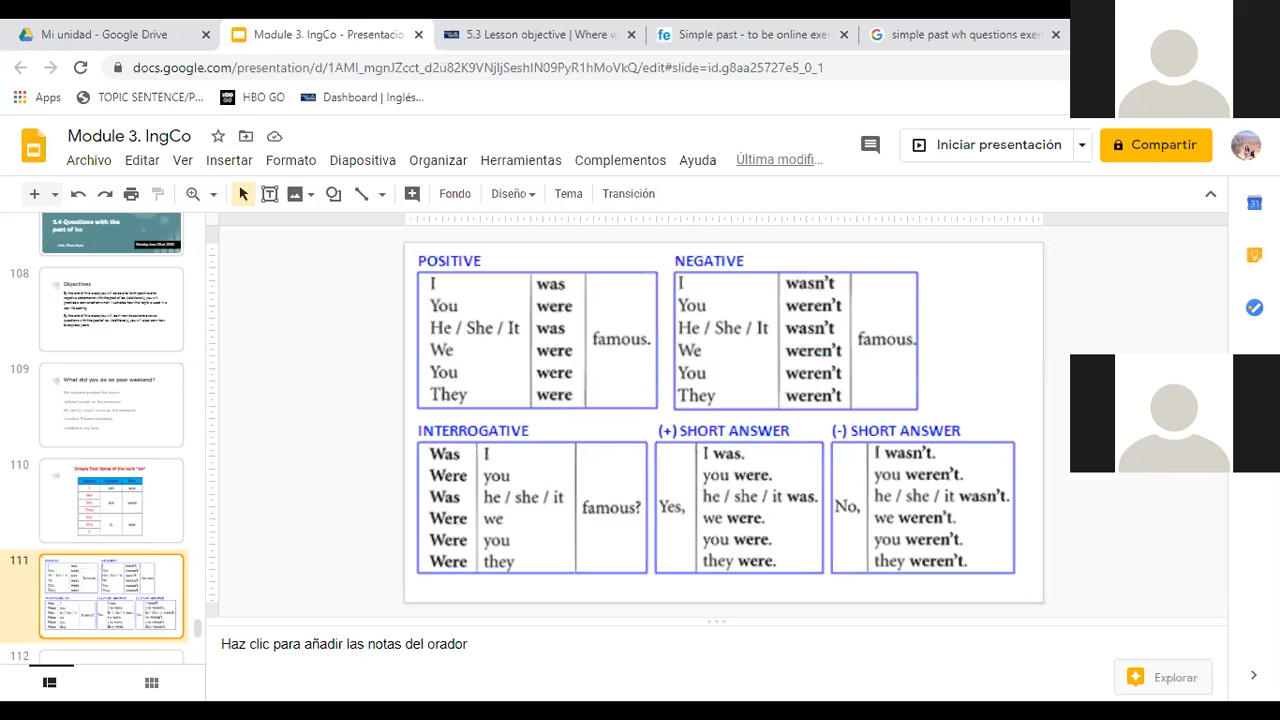 Mi unidad - Google Drive
Module 3. IngCo - Presentacio
5.3 Lesson objective | Where w
Simple past - to be online exer
simple past wh questions exer
docs.google.com/presentation/d/1AMI_mgnJZcct_d2u82K9VNjIjSeshIN09PyR1hMoVkQ/edit#slide=id.g8aa25727e5_0_1
Apps
TOPIC SENTENCE/P...
HBO GO
Dashboard | Inglés...
Module 3. IngCo
Archivo Editar Ver Insertar Formato Diapositiva Organizar Herramientas Complementos Ayuda Última modifi...
Iniciar presentación
Compartir
Fondo Diseño Tema Transición
5.4 Questions with the
past of be
108
Objectives
109
What did you do on your weekend?
110
Simple Past Tense of the verb "be"
111
112
POSITIVE
I was
You were
He / She / It was
famous.
We were
You were
They were
NEGATIVE
I wasn't
You weren't
He / She / It wasn't
famous.
We weren't
You weren't
They weren't
INTERROGATIVE
Was I
Were you
Was he / she / it
famous?
Were we
Were you
Were they
(+) SHORT ANSWER
Yes,
I was.
you were.
he / she / it was.
we were.
you were.
they were.
(-) SHORT ANSWER
No,
I wasn't.
you weren't.
he / she / it wasn't.
we weren't.
you weren't.
they weren't.
Haz clic para añadir las notas del orador
Explorar
31